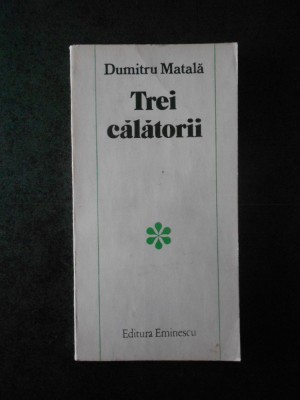 Dumitru Matală
Trei
călătorii
Editura Eminescu